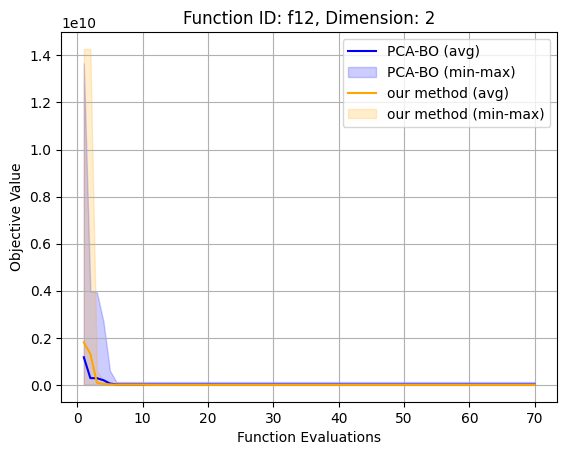 Function ID: f12, Dimension: 2
1e10
PCA-BO (avg)
PCA-BO (min-max)
our method (avg)
our method (min-max)
1.4
1.2
1.0
0.8
0.6
0.4
0.2
0.0
Objective Value
0 10 20 30 40 50 60 70
Function Evaluations